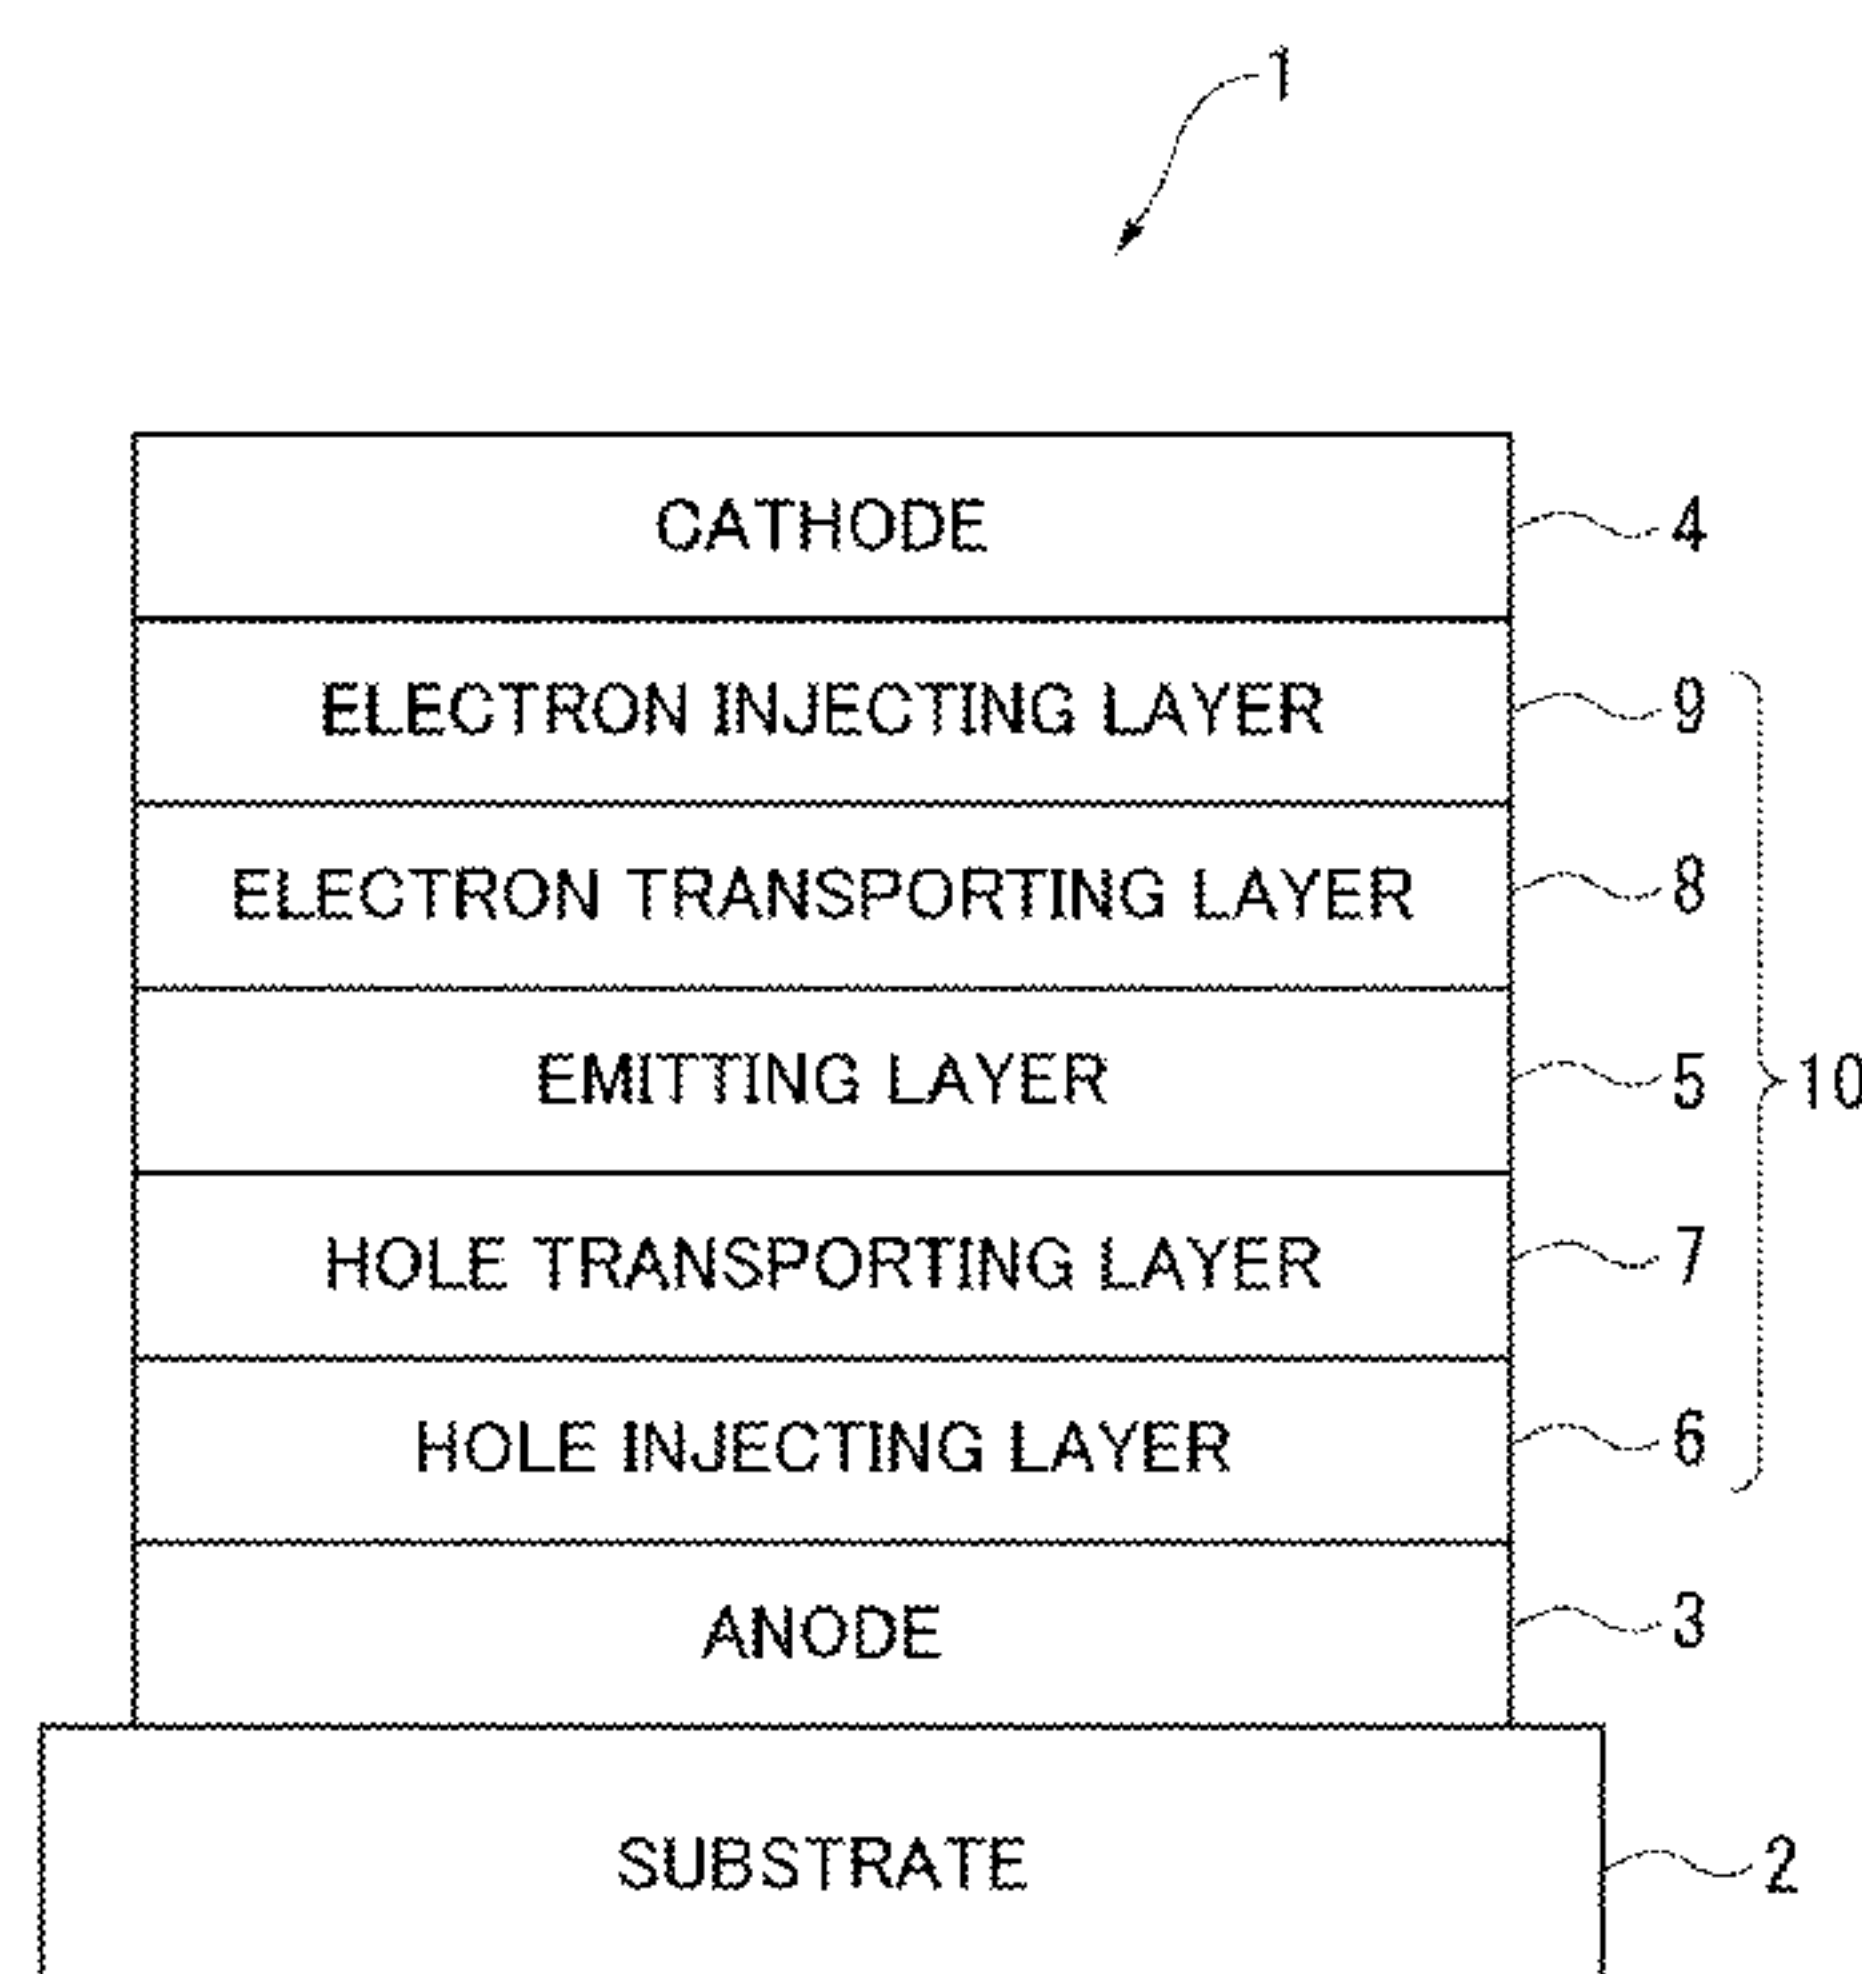 1
CATHODE 4
ELECTRON INJECTING LAYER 9
ELECTRON TRANSPORTING LAYER 8
EMITTING LAYER 5 10
HOLE TRANSPORTING LAYER 7
HOLE INJECTING LAYER 6
ANODE 3
SUBSTRATE 2